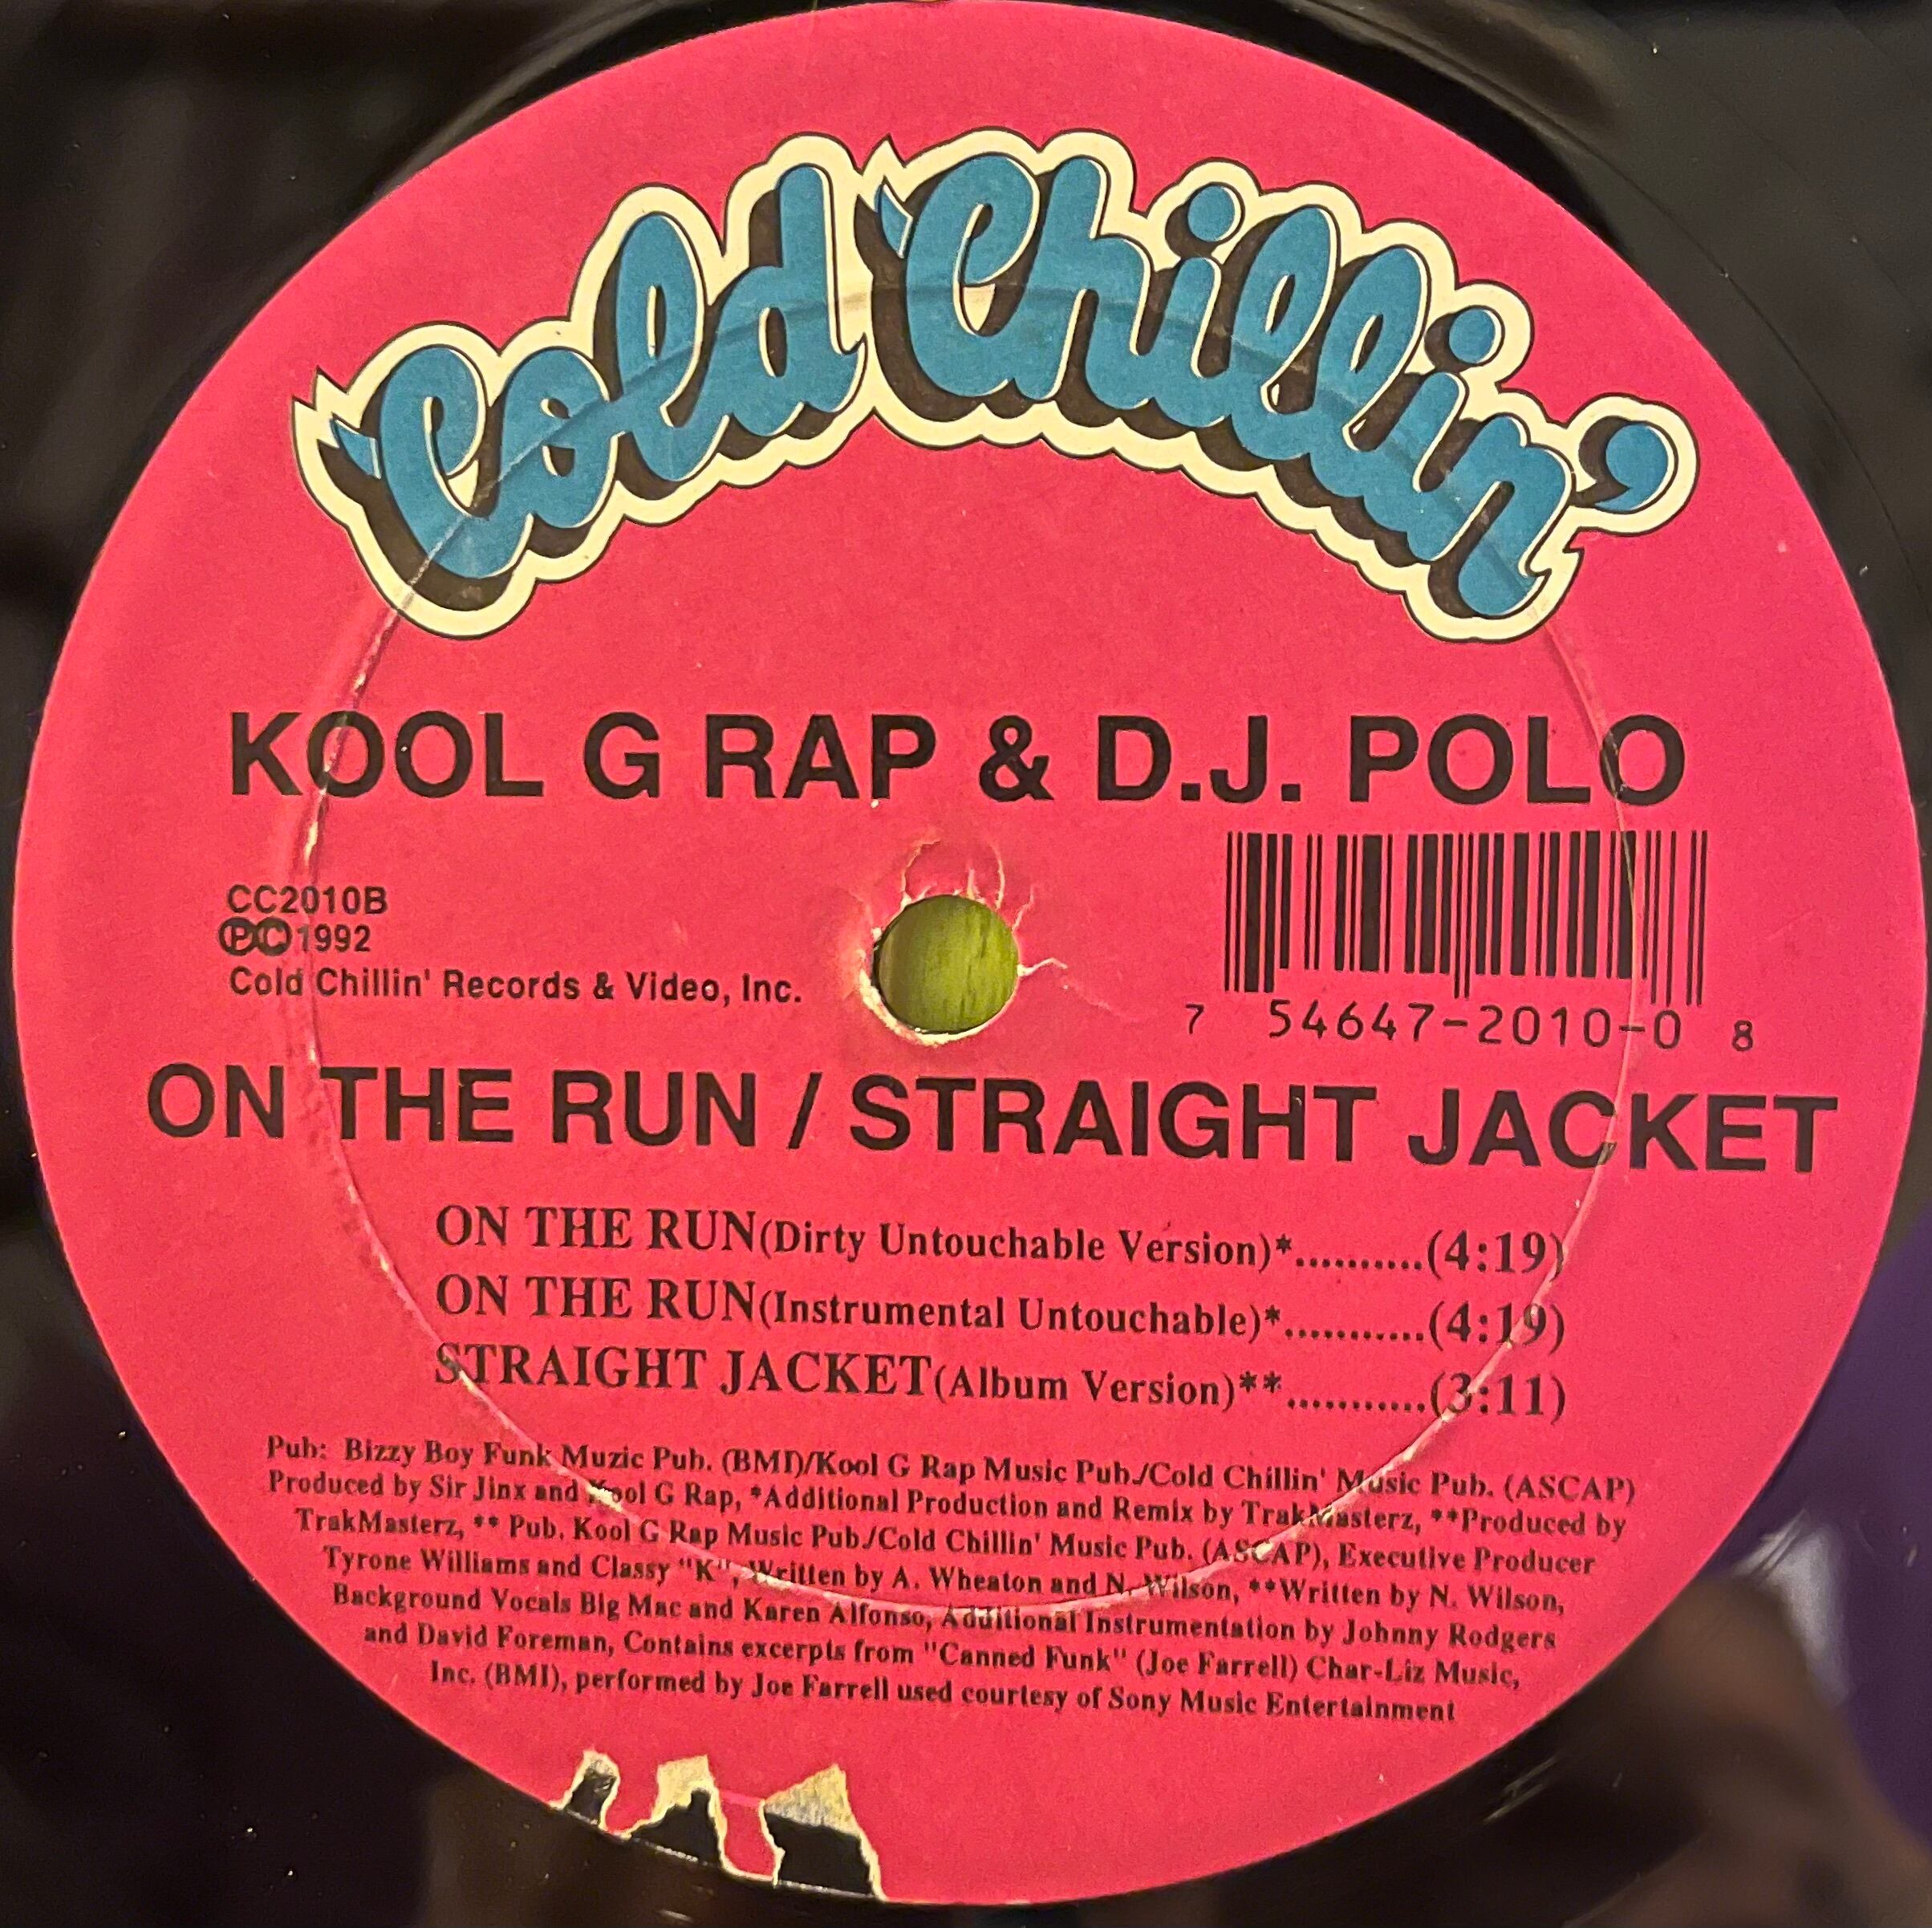 Cold Chillin'
KOOL G RAP & D.J. POLO
CC2010B
ⓅⒸ1992
Cold Chillin' Records & Video, Inc.
7 54647-2010-0 8
ON THE RUN / STRAIGHT JACKET
ON THE RUN(Dirty Untouchable Version)*..........(4:19)
ON THE RUN(Instrumental Untouchable)*...........(4:19)
STRAIGHT JACKET(Album Version)**...........(3:11)
Pub: Bizzy Boy Funk Muzic Pub. (BMI)/Kool G Rap Music Pub./Cold Chillin' Music Pub. (ASCAP)
Produced by Sir Jinx and Kool G Rap, *Additional Production and Remix by TrakMasterz, **Produced by
TrakMasterz, ** Pub. Kool G Rap Music Pub./Cold Chillin' Music Pub. (ASCAP), Executive Producer
Tyrone Williams and Classy "K", Written by A. Wheaton and N. Wilson, **Written by N. Wilson,
Background Vocals Big Mac and Karen Alfonso, Additional Instrumentation by Johnny Rodgers
and David Foreman, Contains excerpts from "Canned Funk" (Joe Farrell) Char-Liz Music,
Inc. (BMI), performed by Joe Farrell used courtesy of Sony Music Entertainment